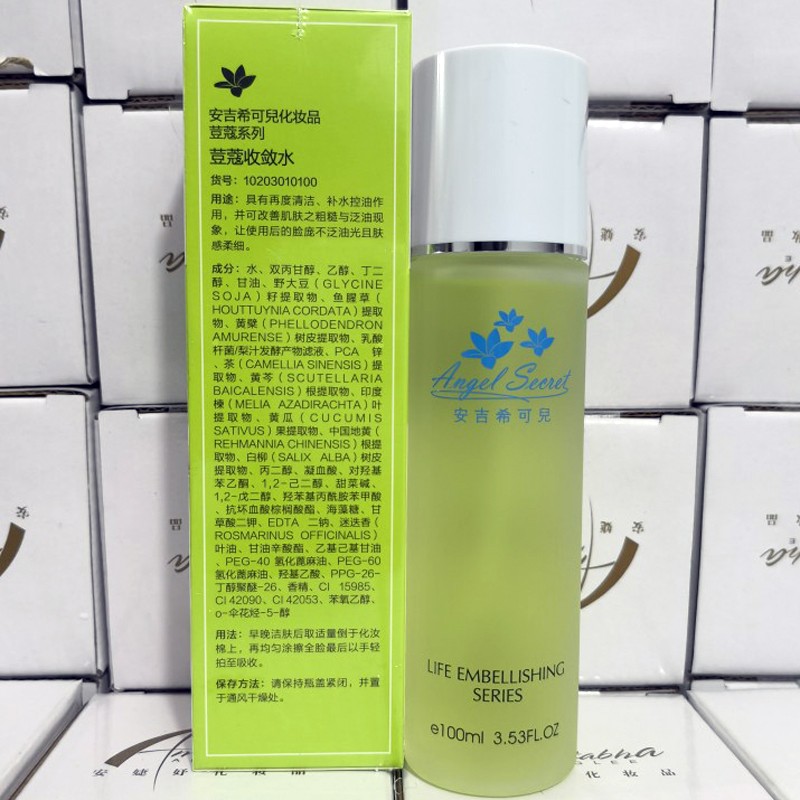 安吉希可兒化妆品
荳蔻系列
荳蔻收敛水
货号：10203010100
用途：具有再度清洁、补水控油作
用，并可改善肌肤之粗糙与泛油现
象，让使用后的脸庞不泛油光且肤
感柔细。
成分：水、双丙甘醇、乙醇、丁二
醇、甘油、野大豆(GLYCINE
SOJA)籽提取物、鱼腥草(
HOUTTUYNIA CORDATA)提取
物、黄檗(PHELLODENDRON
AMURENSE)树皮提取物、乳酸
杆菌/梨汁发酵产物滤液、PCA 锌
、茶(CAMELLIA SINENSIS)提
取物、黄芩(SCUTELLARIA
BAICALENSIS)根提取物、印度
楝(MELIA AZADIRACHTA)叶
提取物、黄瓜(CUCUMIS
SATIVUS)果提取物、中国地黄(
REHMANNIA CHINENSIS)根提
取物、白柳(SALIX ALBA)树皮
提取物、丙二醇、凝血酸、对羟基
苯乙酮、1,2-己二醇、甜菜碱、
1,2-戊二醇、羟苯基丙酰胺苯甲酸
、抗坏血酸棕榈酸酯、海藻糖、甘
草酸二钾、EDTA 二钠、迷迭香(
ROSMARINUS OFFICINALIS)
叶油、甘油辛酸酯、乙基己基甘油
、PEG-40 氢化蓖麻油、PEG-60
氢化蓖麻油、羟基乙酸、PPG-26-
丁醇聚醚-26、香精、CI 15985、
CI 42090、CI 42053、苯氧乙醇、
o-伞花烃-5-醇
用法：早晚洁肤后取适量倒于化妆
棉上，再均匀涂擦全脸最后以手轻
拍至吸收。
保存方法：请保持瓶盖紧闭，并置
于通风干燥处。
Angel Secret
安吉希可兒
LIFE EMBELLISHING
SERIES
e100ml 3.53FL.OZ
安婕妤化妆品
化妆品